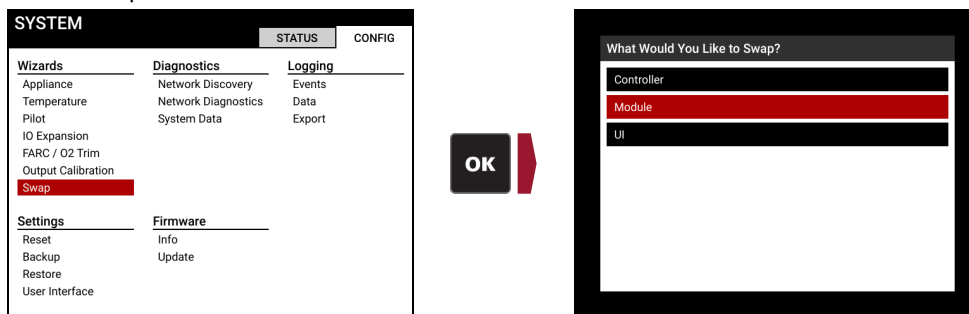 SYSTEM
STATUS
CONFIG
Wizards
Appliance
Temperature
Pilot
IO Expansion
FARC / O2 Trim
Output Calibration
Swap
Diagnostics
Network Discovery
Network Diagnostics
System Data
Logging
Events
Data
Export
Settings
Reset
Backup
Restore
User Interface
Firmware
Info
Update
OK
What Would You Like to Swap?
Controller
Module
UI